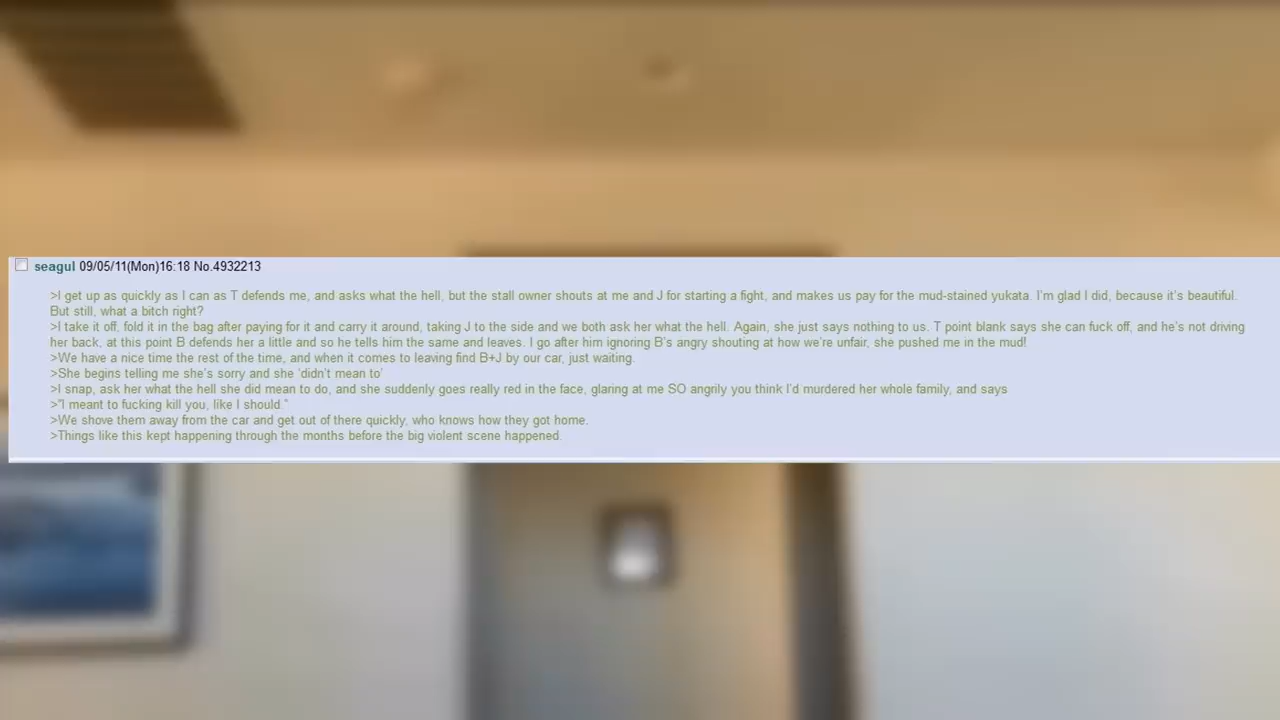 seagul 09/05/11(Mon)16:18 No.4932213
>I get up as quickly as I can as T defends me, and asks what the hell, but the stall owner shouts at me and J for starting a fight, and makes us pay for the mud-stained yukata. I'm glad I did, because it's beautiful.
But still, what a bitch right?
>I take it off, fold it in the bag after paying for it and carry it around, taking J to the side and we both ask her what the hell. Again, she just says nothing to us. T point blank says she can fuck off, and he's not driving
her back, at this point B defends her a little and so he tells him the same and leaves. I go after him ignoring B's angry shouting at how we're unfair, she pushed me in the mud!
>We have a nice time the rest of the time, and when it comes to leaving find B+J by our car, just waiting.
>She begins telling me she's sorry and she 'didn't mean to'
>I snap, ask her what the hell she did mean to do, and she suddenly goes really red in the face, glaring at me SO angrily you think I'd murdered her whole family, and says
>"I meant to fucking kill you, like I should."
>We shove them away from the car and get out of there quickly, who knows how they got home.
>Things like this kept happening through the months before the big violent scene happened.